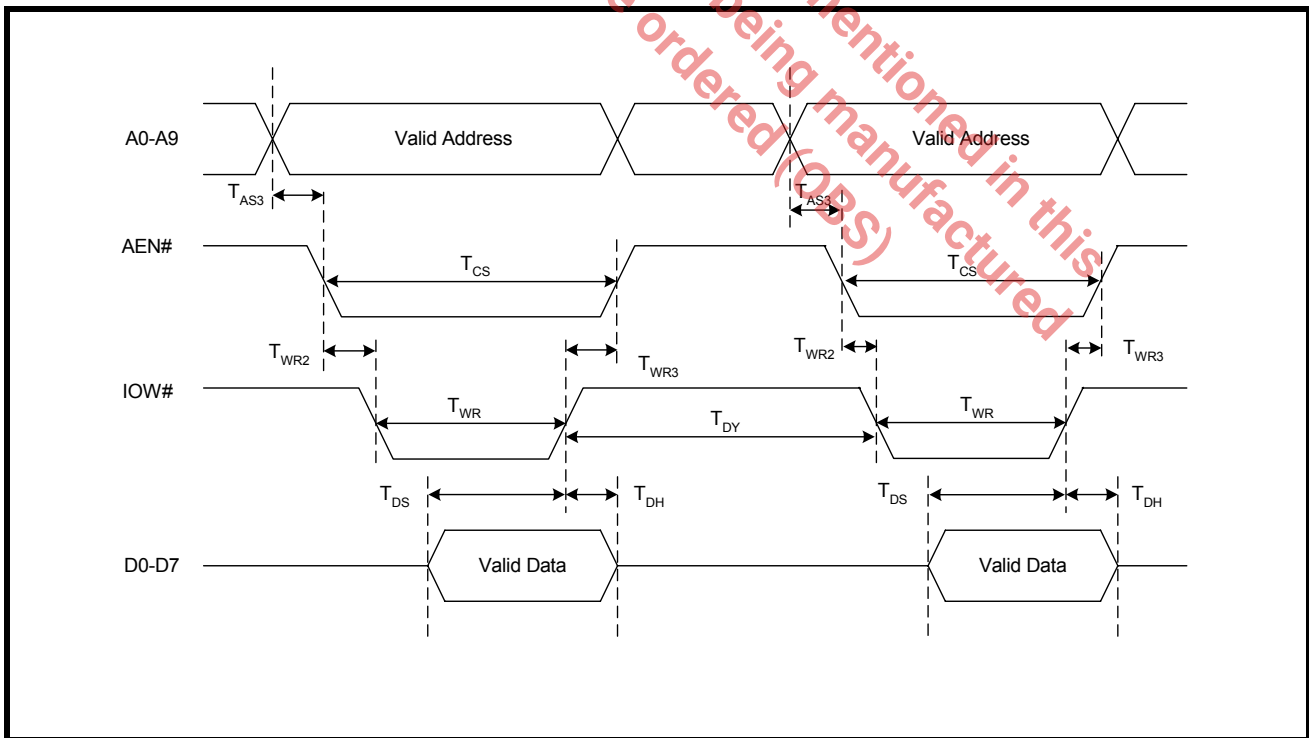 mentioned in this
being manufactured
ordered (OBS)
A0-A9
Valid Address
Valid Address
TAS3
TAS3
AEN#
TCS
TCS
TWR2
TWR3
TWR2
TWR3
IOW#
TWR
TDY
TWR
TDS
TDH
TDS
TDH
D0-D7
Valid Data
Valid Data